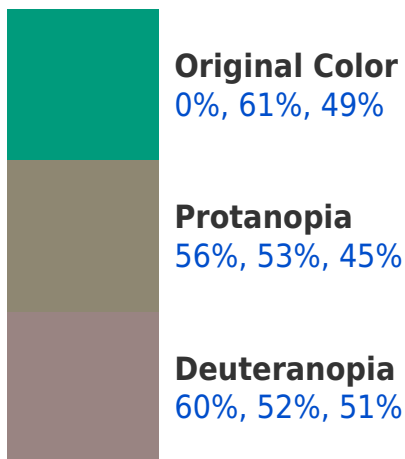 Original Color
0%, 61%, 49%
Protanopia
56%, 53%, 45%
Deuteranopia
60%, 52%, 51%